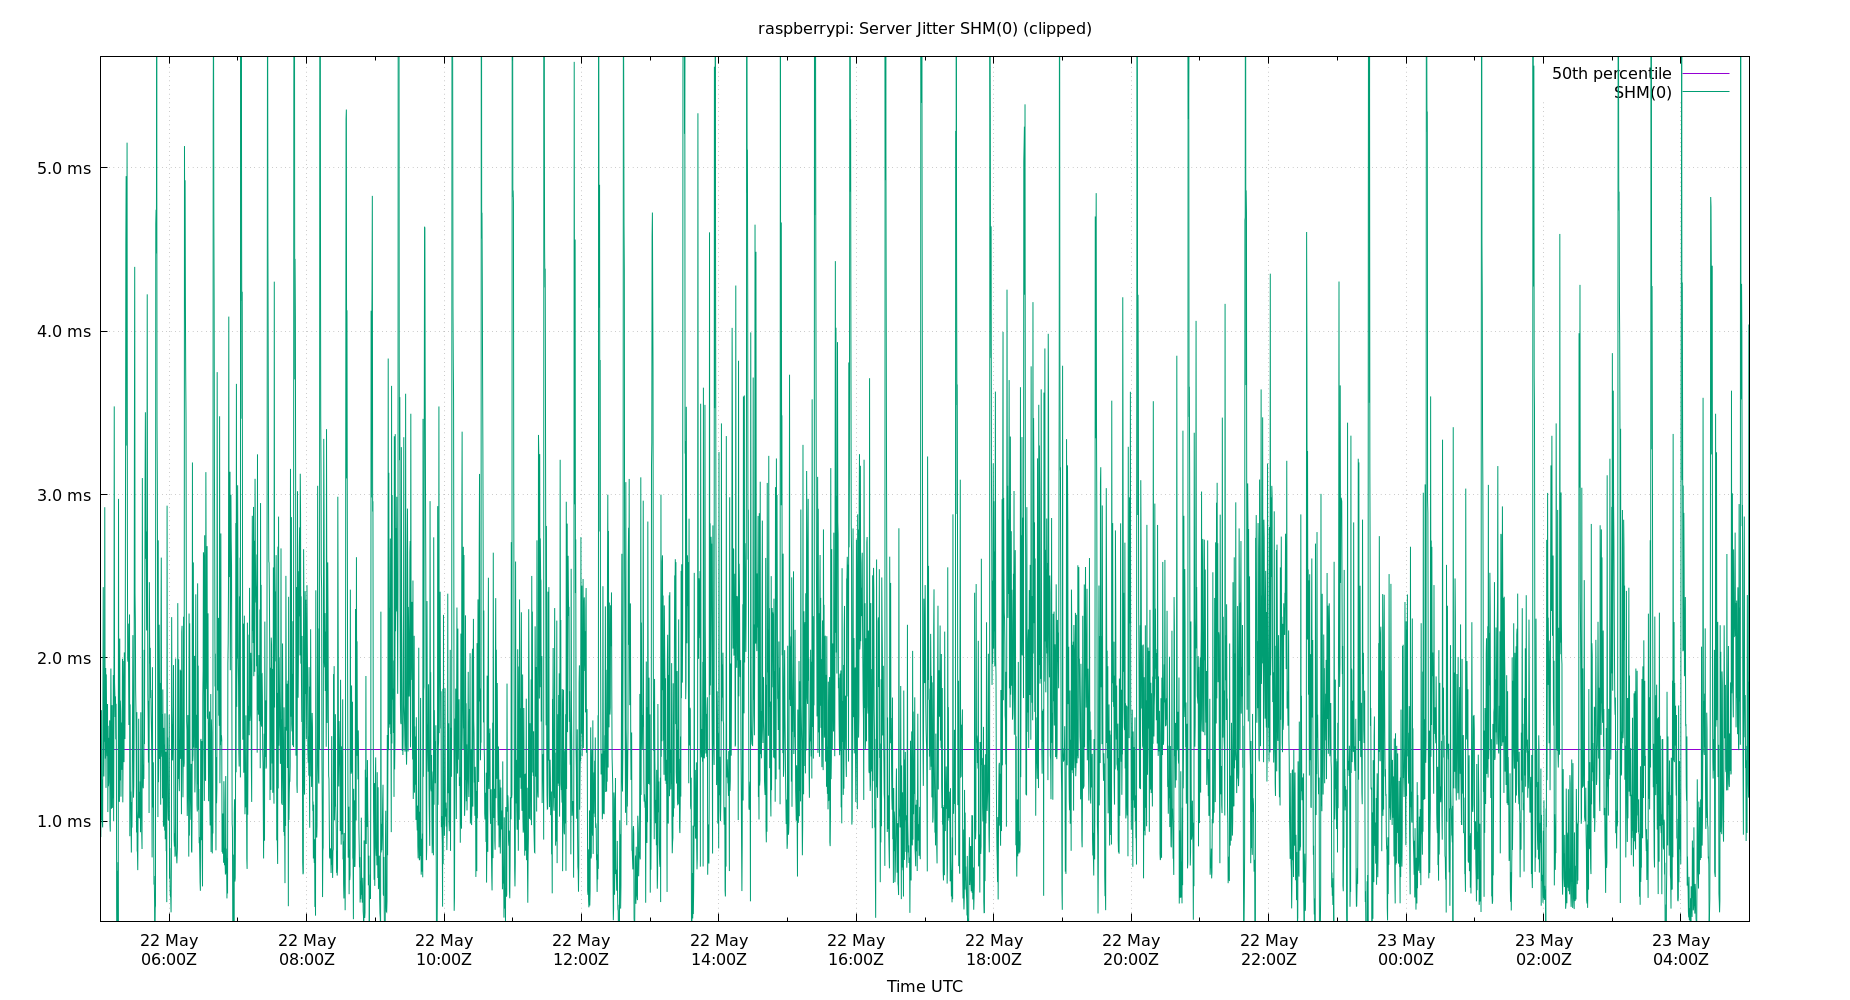 raspberrypi: Server Jitter SHM(0) (clipped)
50th percentile
SHM(0)
5.0 ms
4.0 ms
3.0 ms
2.0 ms
1.0 ms
22 May 22 May 22 May 22 May 22 May 22 May 22 May 22 May 22 May 23 May 23 May 23 May
06:00Z 08:00Z 10:00Z 12:00Z 14:00Z 16:00Z 18:00Z 20:00Z 22:00Z 00:00Z 02:00Z 04:00Z
Time UTC